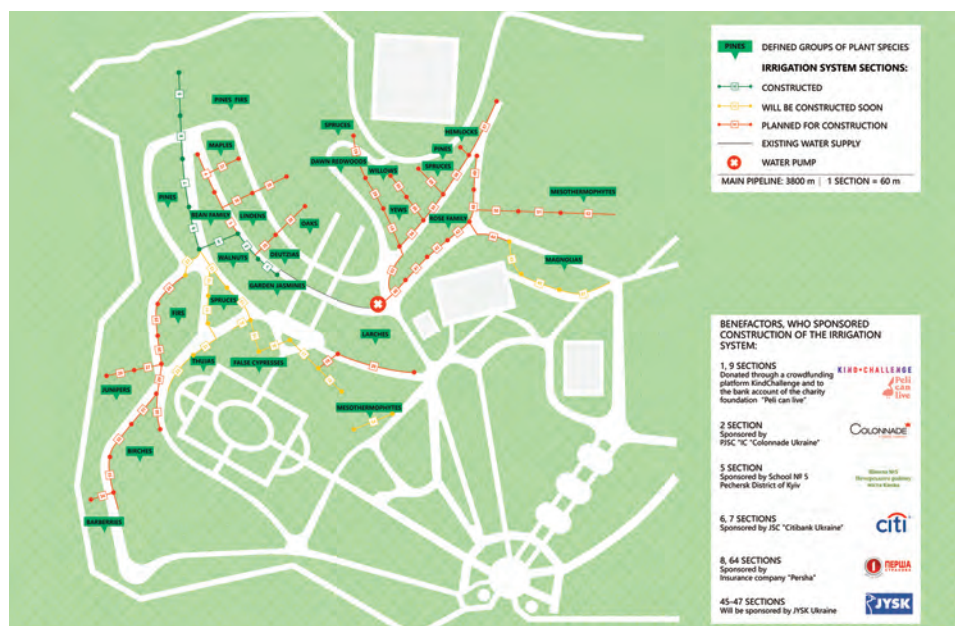 PINES
DEFINED GROUPS OF PLANT SPECIES
IRRIGATION SYSTEM SECTIONS:
CONSTRUCTED
WILL BE CONSTRUCTED SOON
PLANNED FOR CONSTRUCTION
EXISTING WATER SUPPLY
WATER PUMP
MAIN PIPELINE: 3800 m | 1 SECTION = 60 m
PINES FIRS
MAPLES
SPRUCES
HEMLOCKS
PINES
DAWN REDWOODS
WILLOWS
SPRUCES
MESOTHERMOPHYTES
PINES
BEAN FAMILY
LINDENS
OAKS
YEWS
ROSE FAMILY
WALNUTS
DEUTZIAS
MAGNOLIAS
GARDEN JASMINES
SPRUCES
FIRS
LARCHES
THUJAS
FALSE CYPRESSES
JUNIPERS
MESOTHERMOPHYTES
BIRCHES
BARBERRIES
BENEFACTORS, WHO SPONSORED
CONSTRUCTION OF THE IRRIGATION
SYSTEM:
1, 9 SECTIONS
Donated through a crowdfunding
platform KindChallenge and to
the bank account of the charity
foundation "Peli can live"
KIND CHALLENGE
Peli
can
live
2 SECTION
Sponsored by
PJSC "IC "Colonnade Ukraine"
COLONNADE
5 SECTION
Sponsored by School № 5
Pechersk District of Kyiv
Школа №5
Печерського району
міста Києва
6, 7 SECTIONS
Sponsored by JSC "Citibank Ukraine"
citi
8, 64 SECTIONS
Sponsored by
Insurance company "Persha"
ПЕРША
45-47 SECTIONS
Will be sponsored by JYSK Ukraine
JYSK